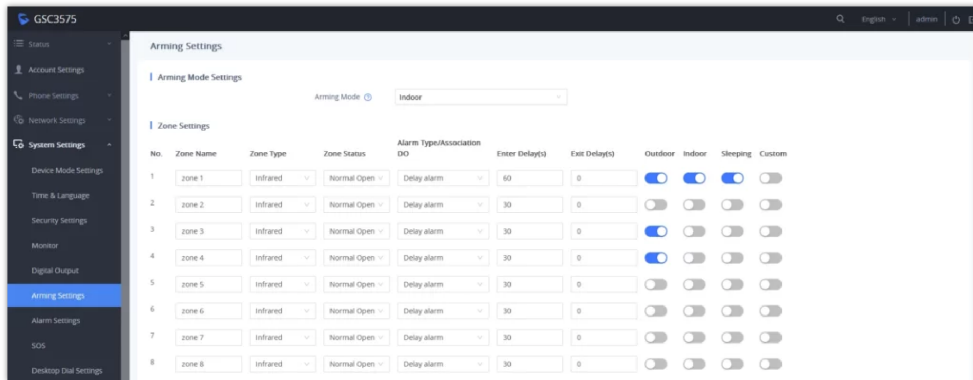 GSC3575
English
admin
Status
Account Settings
Phone Settings
Network Settings
System Settings
Device Mode Settings
Time & Language
Security Settings
Monitor
Digital Output
Arming Settings
Alarm Settings
SOS
Desktop Dial Settings
Arming Settings
Arming Mode Settings
Arming Mode Indoor
Zone Settings
No. Zone Name Zone Type Zone Status Alarm Type/Association DO Enter Delay(s) Exit Delay(s) Outdoor Indoor Sleeping Custom
1 zone 1 Infrared Normal Open Delay alarm 60 0
2 zone 2 Infrared Normal Open Delay alarm 30 0
3 zone 3 Infrared Normal Open Delay alarm 30 0
4 zone 4 Infrared Normal Open Delay alarm 30 0
5 zone 5 Infrared Normal Open Delay alarm 30 0
6 zone 6 Infrared Normal Open Delay alarm 30 0
7 zone 7 Infrared Normal Open Delay alarm 30 0
8 zone 8 Infrared Normal Open Delay alarm 30 0